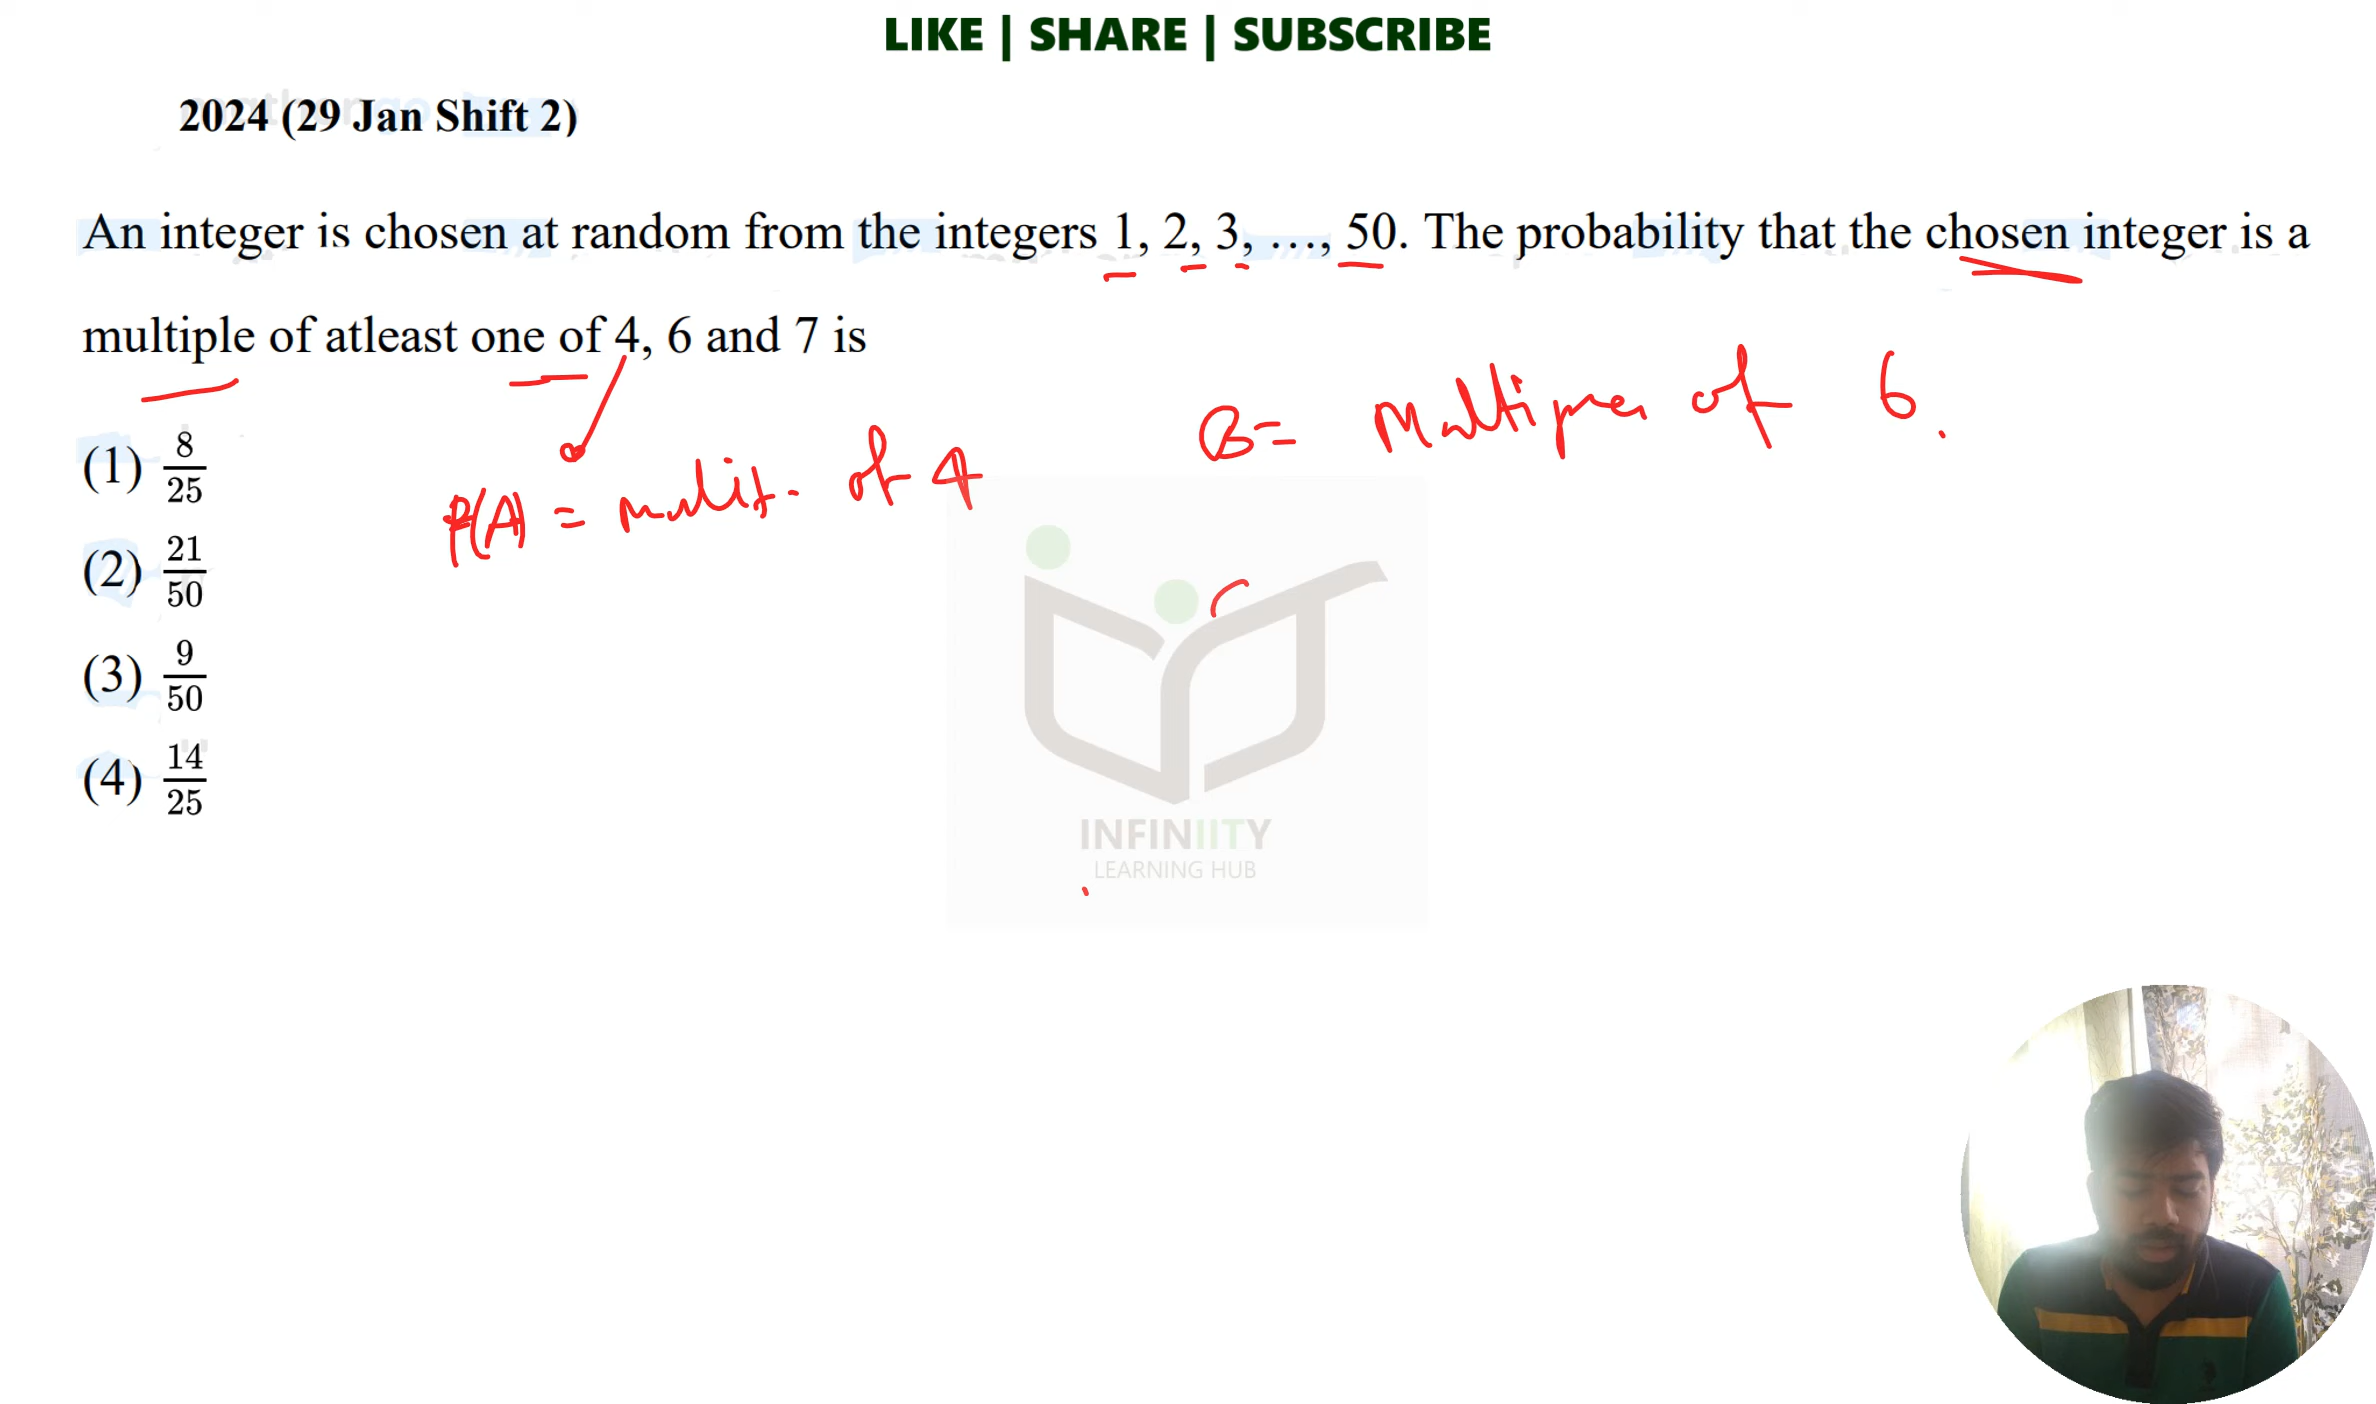 LIKE | SHARE | SUBSCRIBE
2024 (29 Jan Shift 2)
An integer is chosen at random from the integers 1, 2, 3, …, 50. The probability that the chosen integer is a
multiple of atleast one of 4, 6 and 7 is
B = Multiples of 6.
P(A) = mulit. of 4
(1) 8/25
(2) 21/50
(3) 9/50
(4) 14/25
INFINIITY
LEARNING HUB